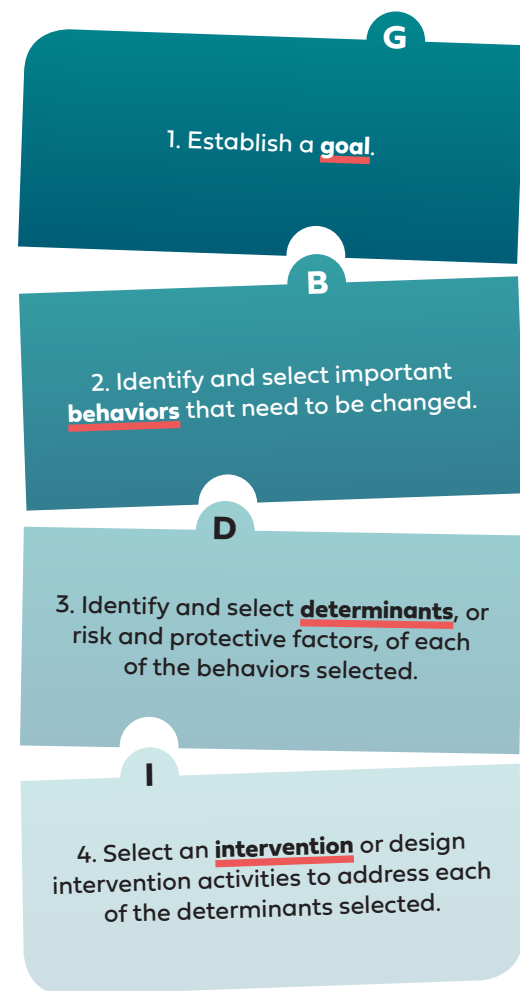 G
1. Establish a goal.
B
2. Identify and select important
behaviors that need to be changed.
D
3. Identify and select determinants, or
risk and protective factors, of each
of the behaviors selected.
I
4. Select an intervention or design
intervention activities to address each
of the determinants selected.